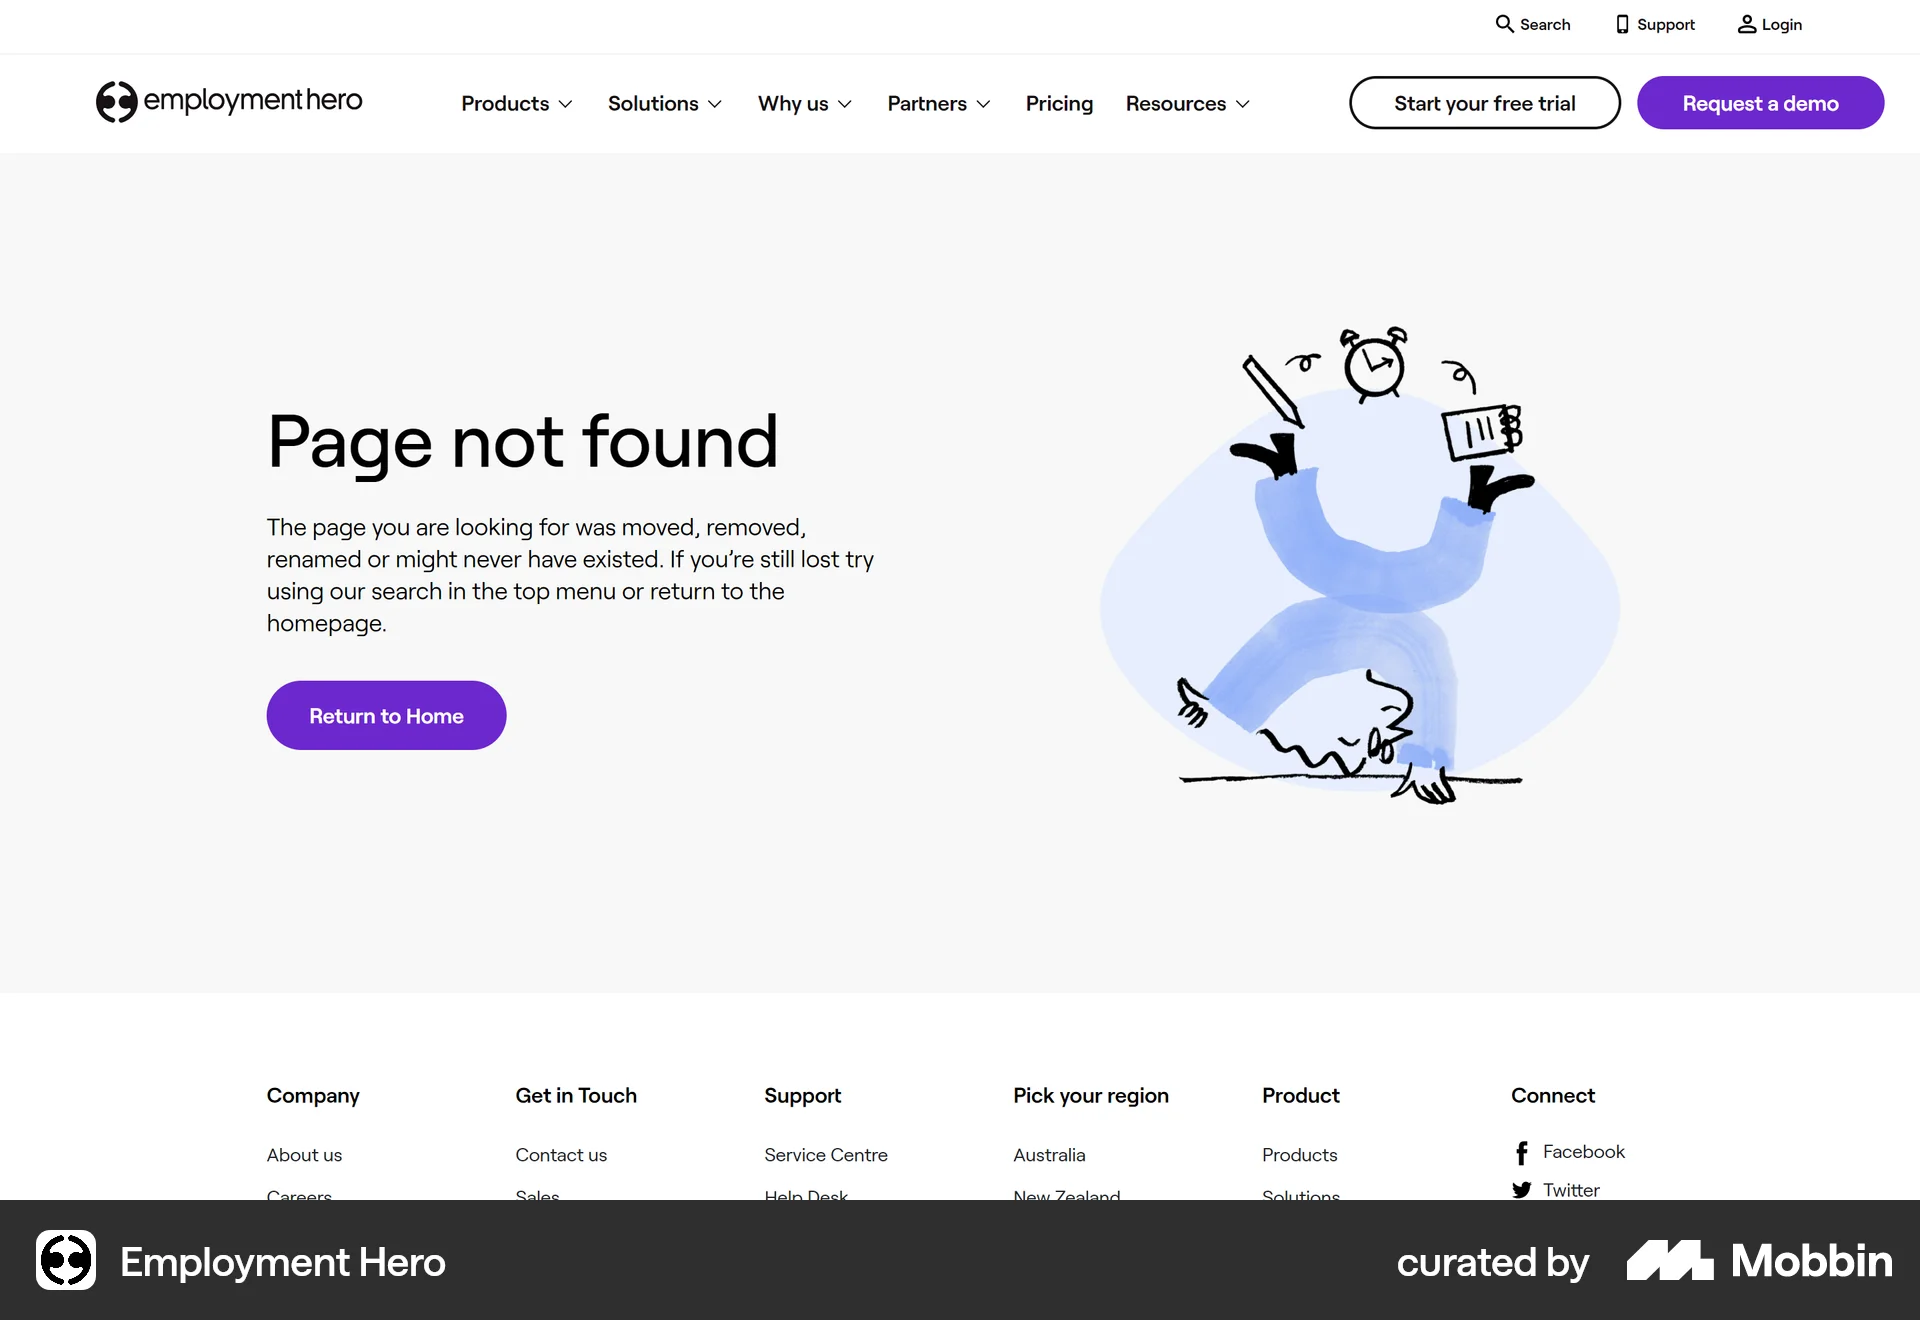 Search
Support
Login
employment hero
Products
Solutions
Why us
Partners
Pricing
Resources
Start your free trial
Request a demo
Page not found
The page you are looking for was moved, removed,
renamed or might never have existed. If you’re still lost try
using our search in the top menu or return to the
homepage.
Return to Home
Company
Get in Touch
Support
Pick your region
Product
Connect
About us
Contact us
Service Centre
Australia
Products
Facebook
Careers
Sales
Help Desk
New Zealand
Solutions
Twitter
Employment Hero
curated by
Mobbin